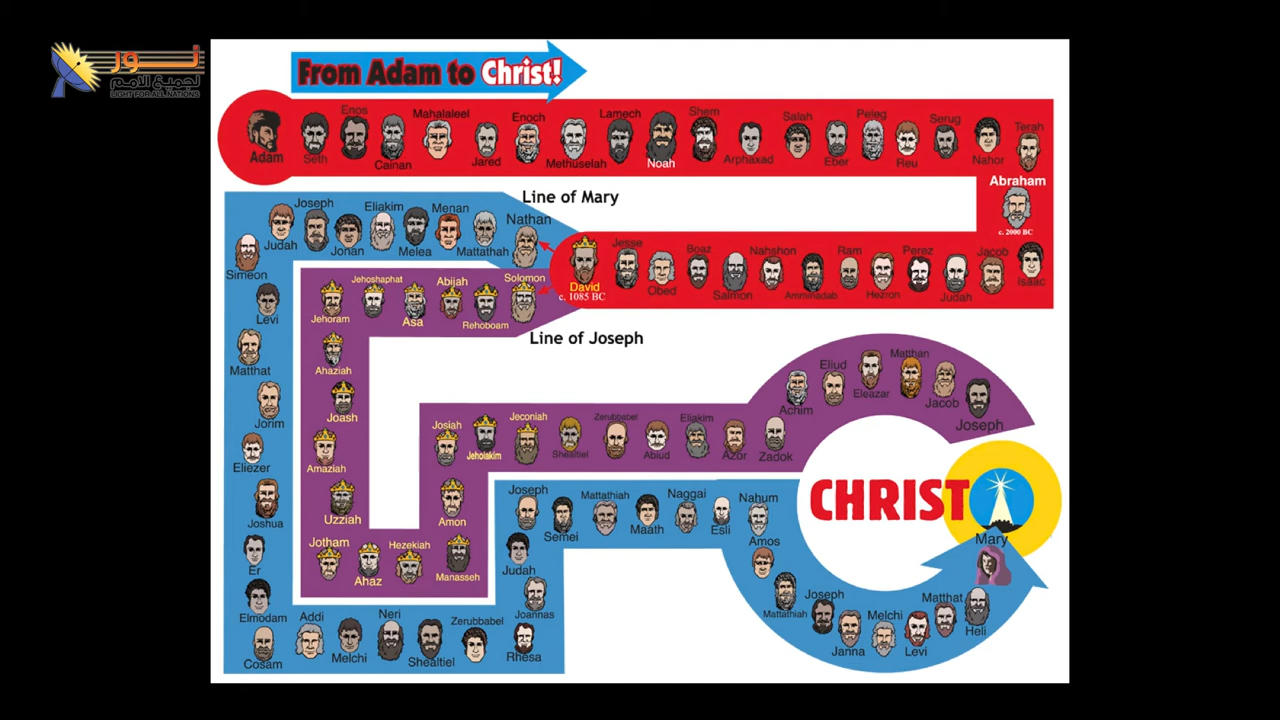 نور
لجميع الامم
LIGHT FOR ALL NATIONS
From Adam to Christ!
Adam
Seth
Enos
Cainan
Mahalaleel
Jared
Enoch
Methuselah
Lamech
Noah
Shem
Arphaxad
Salah
Eber
Peleg
Reu
Serug
Nahor
Terah
Abraham
c. 2000 BC
Isaac
Jacob
Judah
Perez
Hezron
Ram
Amminadab
Nahshon
Salmon
Boaz
Obed
Jesse
David
c. 1085 BC
Line of Mary
Nathan
Mattathah
Menan
Melea
Eliakim
Jonan
Joseph
Judah
Simeon
Levi
Matthat
Jorim
Eliezer
Joshua
Er
Elmodam
Cosam
Addi
Melchi
Neri
Shealtiel
Zerubbabel
Rhesa
Joannas
Judah
Joseph
Semei
Mattathiah
Maath
Naggai
Esli
Nahum
Amos
Mattathiah
Joseph
Janna
Melchi
Levi
Matthat
Heli
Mary
Line of Joseph
Solomon
Rehoboam
Abijah
Asa
Jehoshaphat
Jehoram
Ahaziah
Joash
Amaziah
Uzziah
Jotham
Ahaz
Hezekiah
Manasseh
Amon
Josiah
Jehoiakim
Jeconiah
Shealtiel
Zerubbabel
Abiud
Eliakim
Azor
Zadok
Achim
Eliud
Eleazar
Matthan
Jacob
Joseph
CHRIST